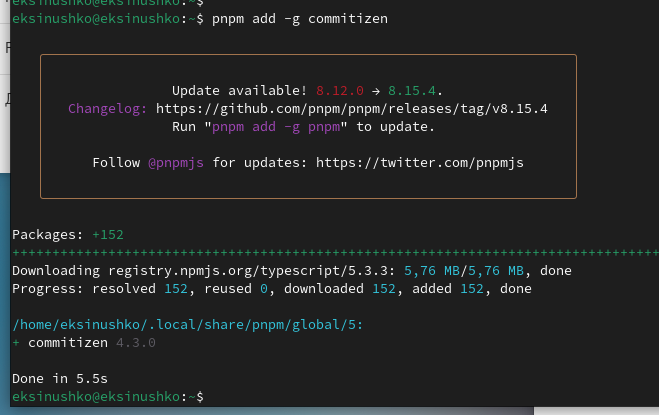 eksinushko@eksinushko:~$
eksinushko@eksinushko:~$ pnpm add -g commitizen
Update available! 8.12.0 → 8.15.4.
Changelog: https://github.com/pnpm/pnpm/releases/tag/v8.15.4
Run "pnpm add -g pnpm" to update.
Follow @pnpmjs for updates: https://twitter.com/pnpmjs
Packages: +152
++++++++++++++++++++++++++++++++++++++++++++++++++++++++++++++++++++++++++++++++
Downloading registry.npmjs.org/typescript/5.3.3: 5,76 MB/5,76 MB, done
Progress: resolved 152, reused 0, downloaded 152, added 152, done
/home/eksinushko/.local/share/pnpm/global/5:
+ commitizen 4.3.0
Done in 5.5s
eksinushko@eksinushko:~$